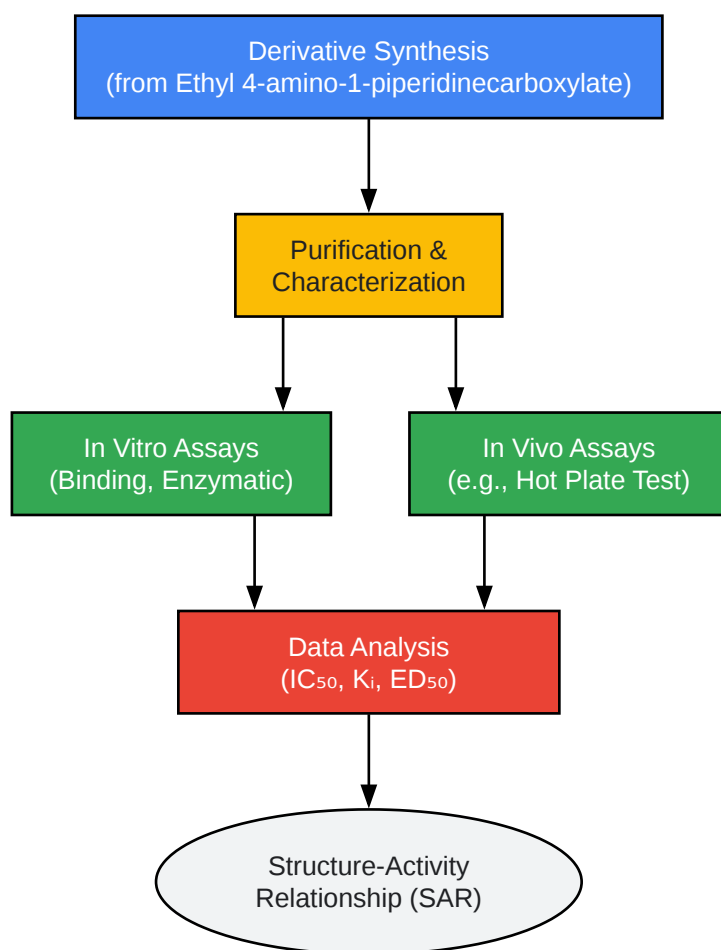 Derivative Synthesis
(from Ethyl 4-amino-1-piperidinecarboxylate)
Purification &
Characterization
In Vitro Assays
(Binding, Enzymatic)
In Vivo Assays
(e.g., Hot Plate Test)
Data Analysis
(IC₅₀, Kᵢ, ED₅₀)
Structure-Activity
Relationship (SAR)